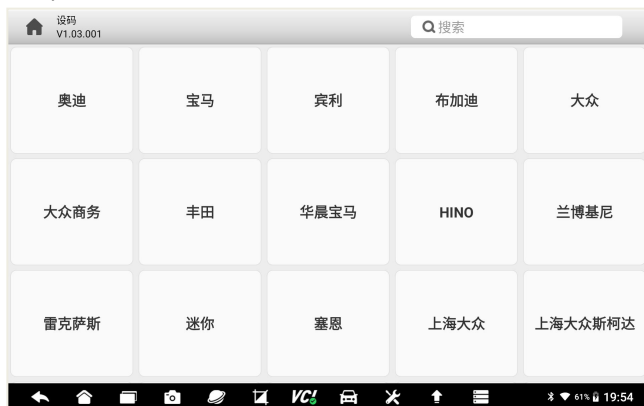 设码
V1.03.001
搜索
奥迪
宝马
宾利
布加迪
大众
大众商务
丰田
华晨宝马
HINO
兰博基尼
雷克萨斯
迷你
塞恩
上海大众
上海大众斯柯达
VCI
61%
19:54